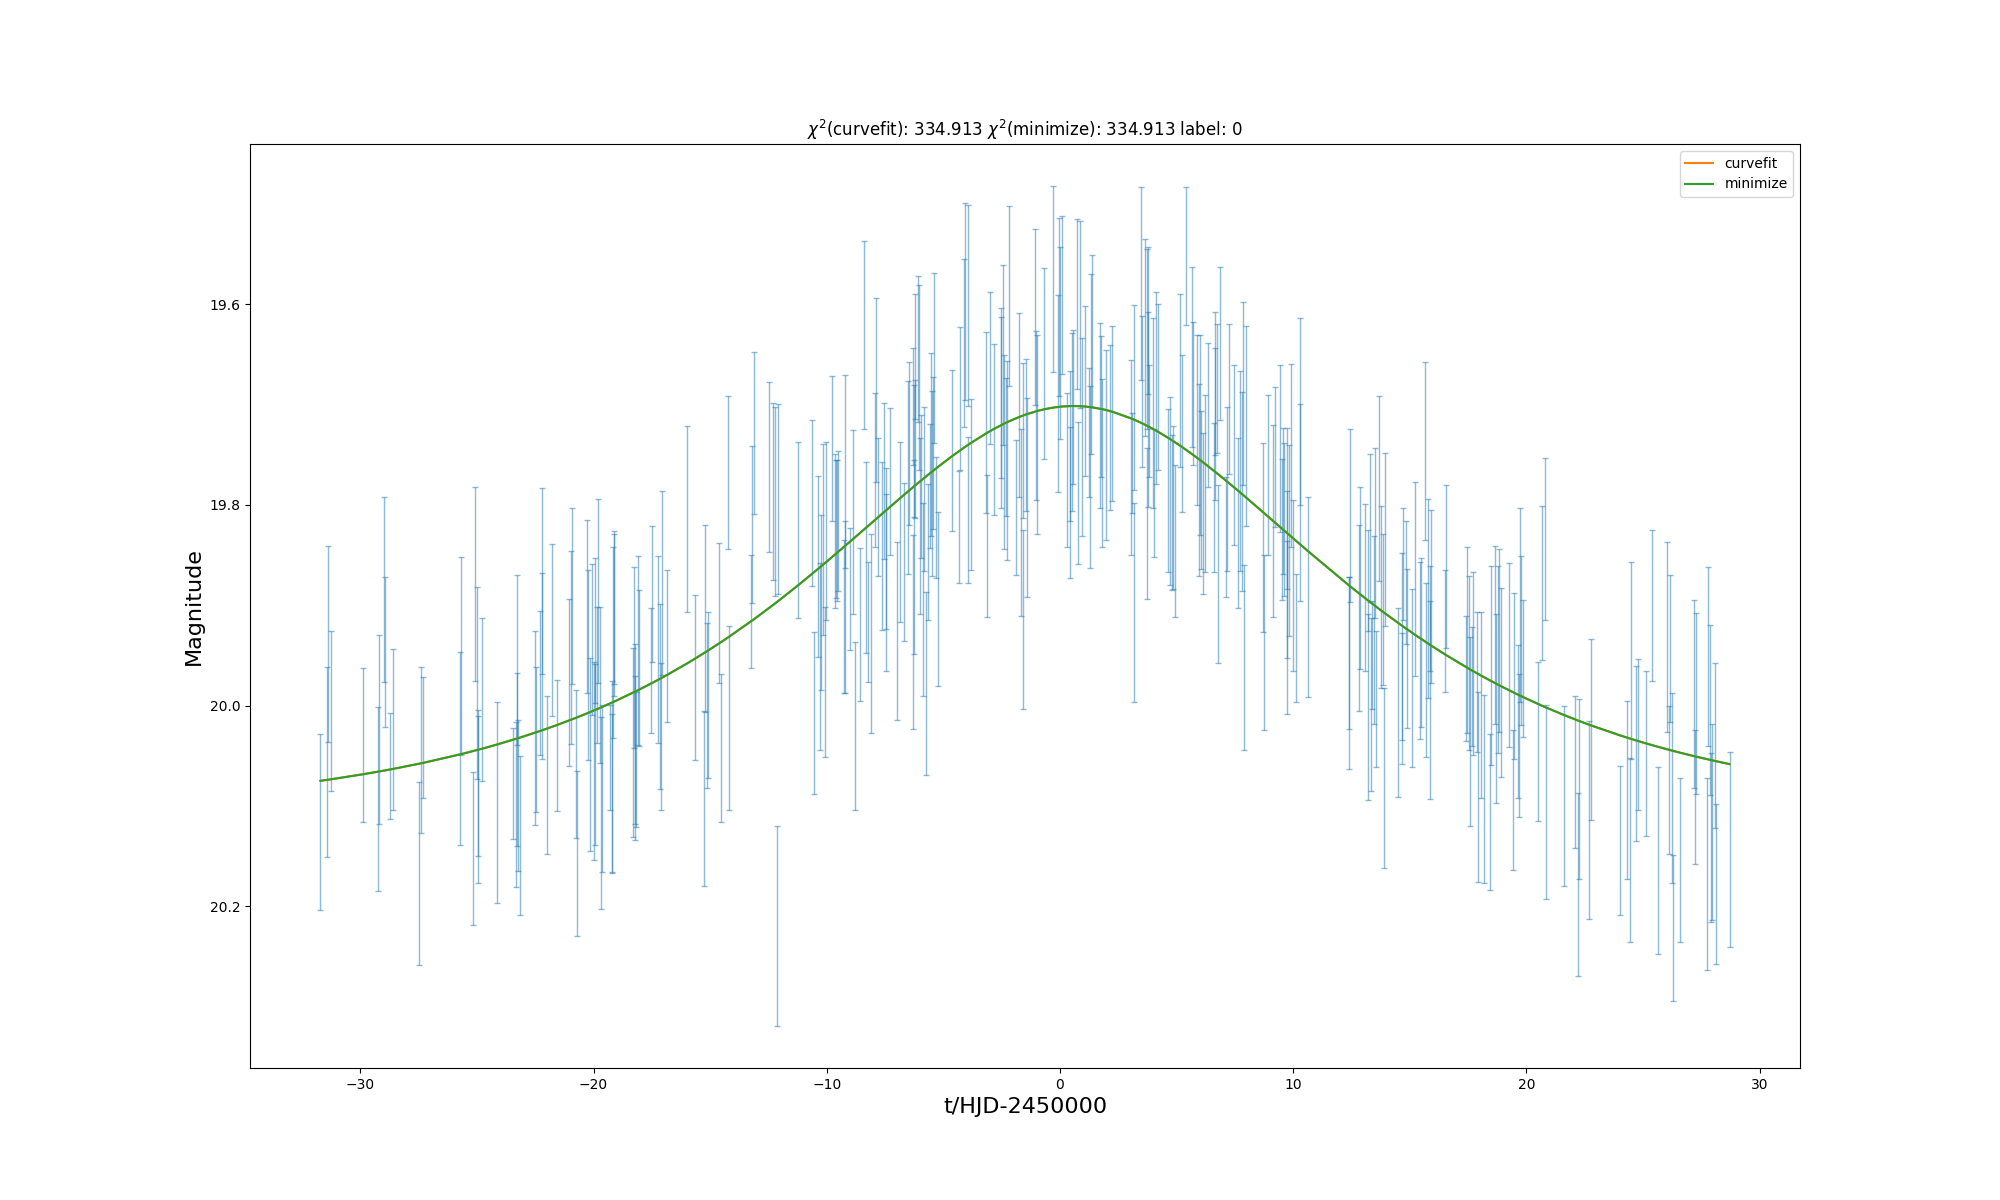 χ²(curvefit): 334.913 χ²(minimize): 334.913 label: 0
curvefit
minimize
19.6
19.8
20.0
20.2
Magnitude
−30 −20 −10 0 10 20 30
t/HJD-2450000